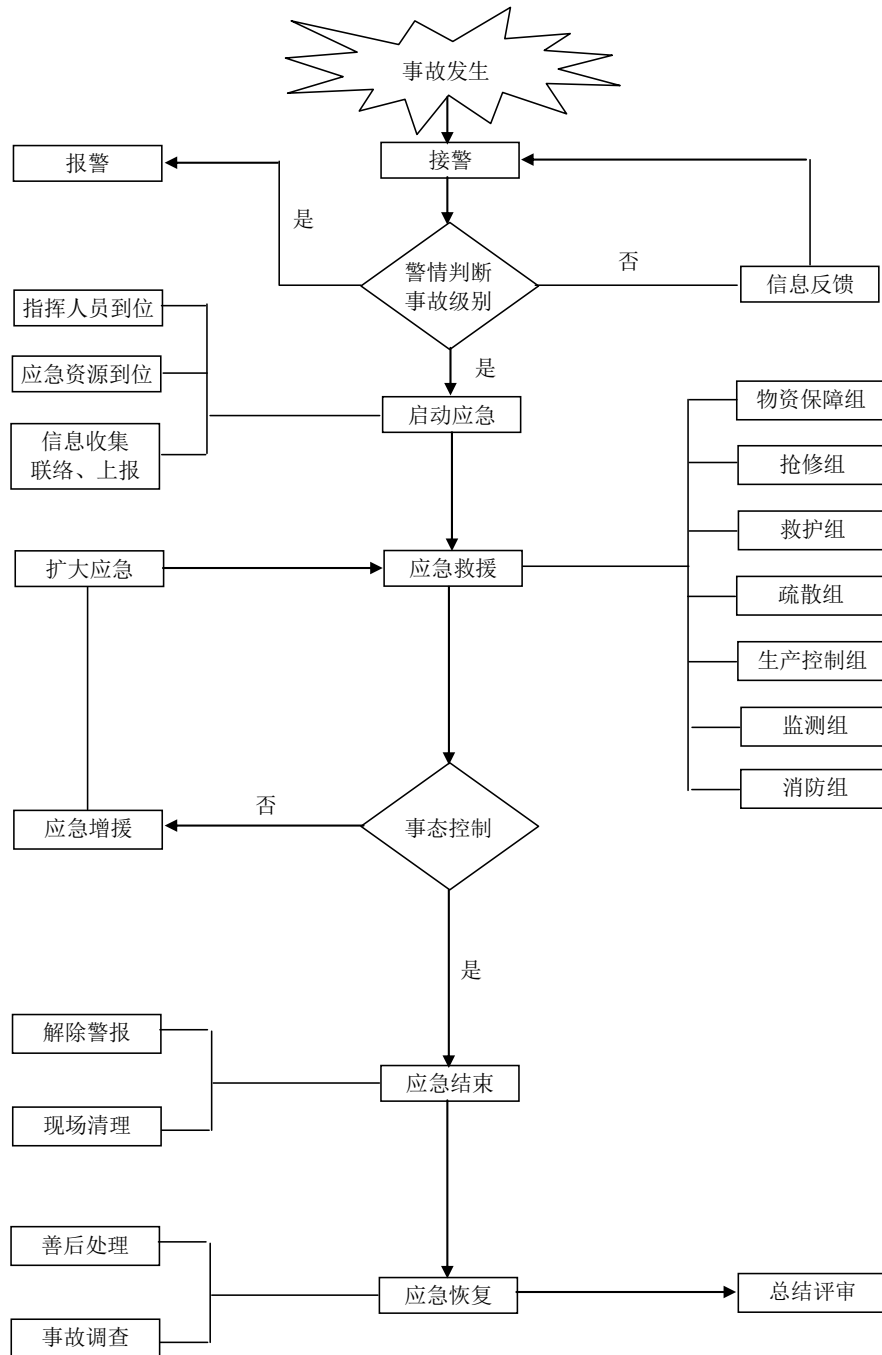 事故发生
报警
接警
是
警情判断
事故级别
否
信息反馈
指挥人员到位
应急资源到位
信息收集
联络、上报
是
启动应急
物资保障组
抢修组
救护组
疏散组
生产控制组
监测组
消防组
扩大应急
应急救援
应急增援
否
事态控制
是
解除警报
现场清理
应急结束
善后处理
事故调查
应急恢复
总结评审